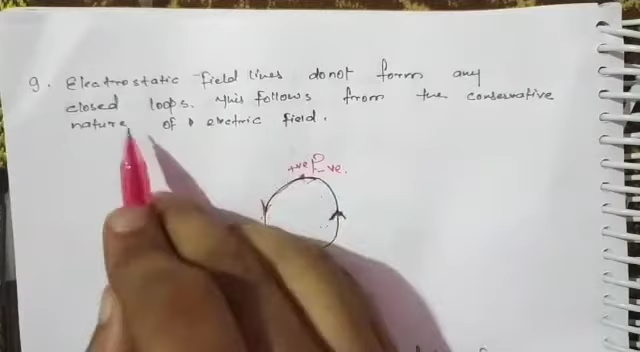 9. Electrostatic field lines donot form any
closed loops. This follows from the conservative
nature of electric field.
P
+ve -ve.